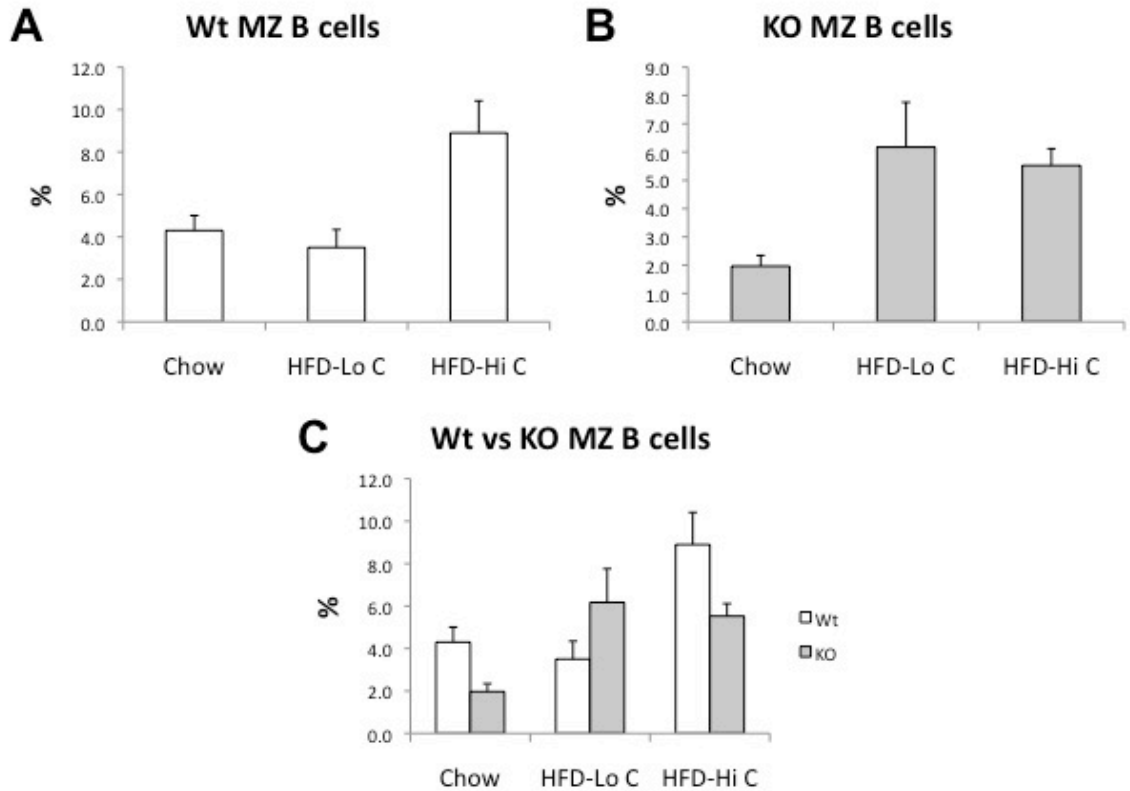 A
Wt MZ B cells
12.0
10.0
8.0
6.0
4.0
2.0
0.0
%
Chow HFD-Lo C HFD-Hi C
B
KO MZ B cells
9.0
8.0
7.0
6.0
5.0
4.0
3.0
2.0
1.0
0.0
%
Chow HFD-Lo C HFD-Hi C
C
Wt vs KO MZ B cells
12.0
10.0
8.0
6.0
4.0
2.0
0.0
%
Chow HFD-Lo C HFD-Hi C
Wt
KO